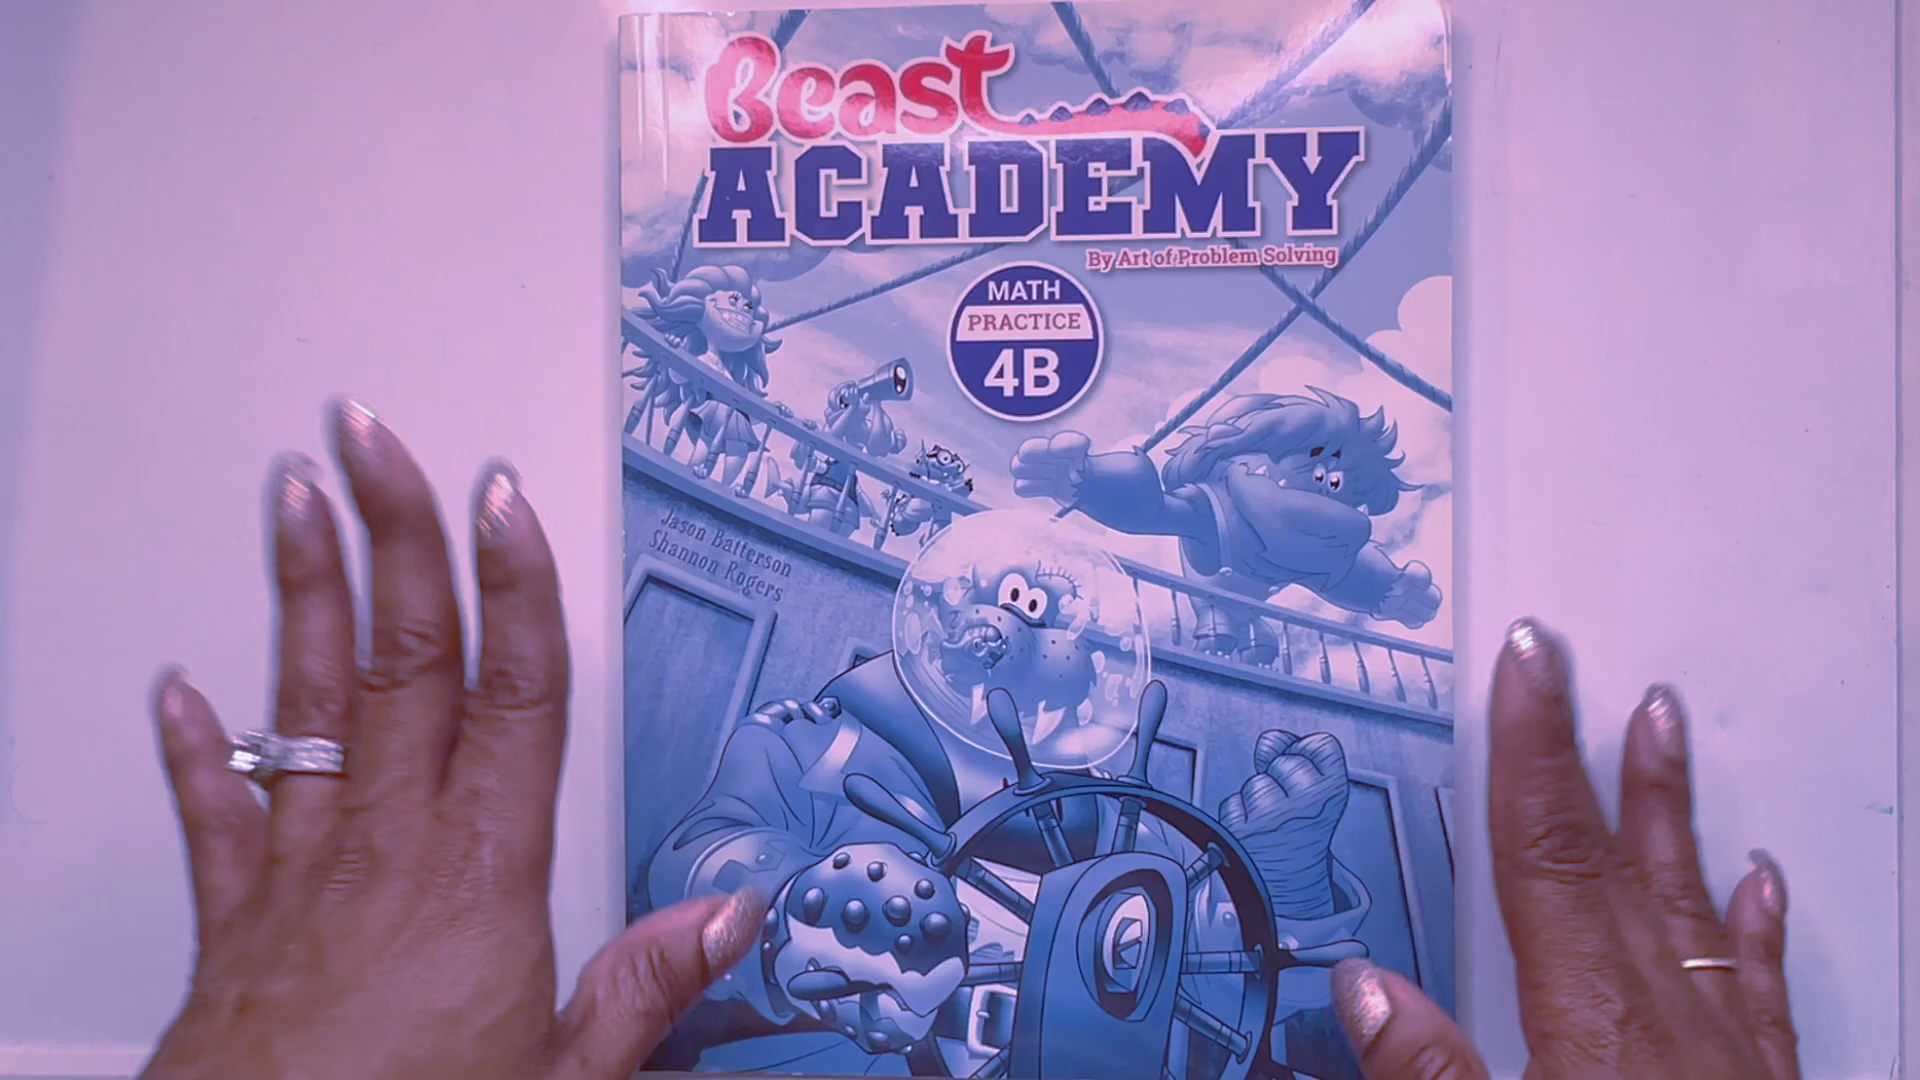 Beast
ACADEMY
By Art of Problem Solving
MATH
PRACTICE
4B
Jason Batterson
Shannon Rogers